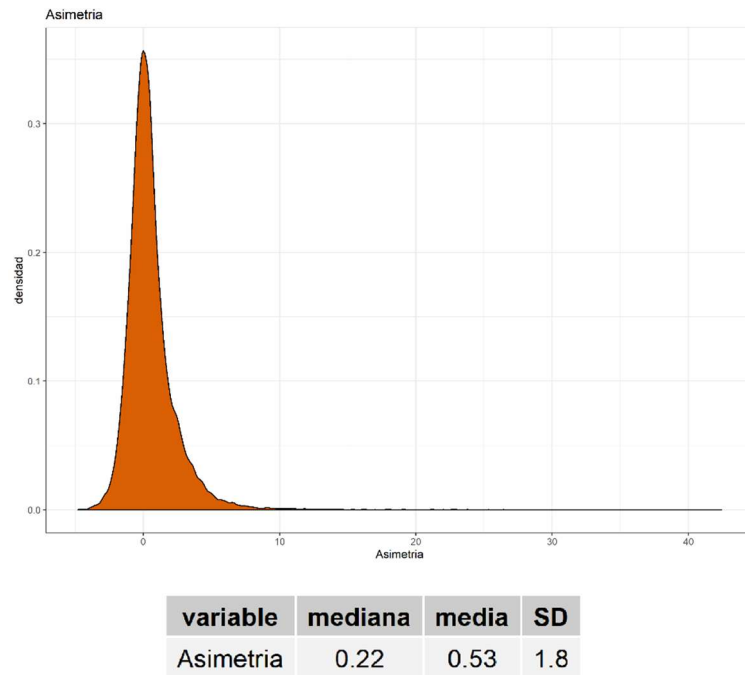 Asimetria
0.3
0.2
0.1
0.0
densidad
0 10 20 30 40
Asimetria
variable mediana media SD
Asimetria 0.22 0.53 1.8